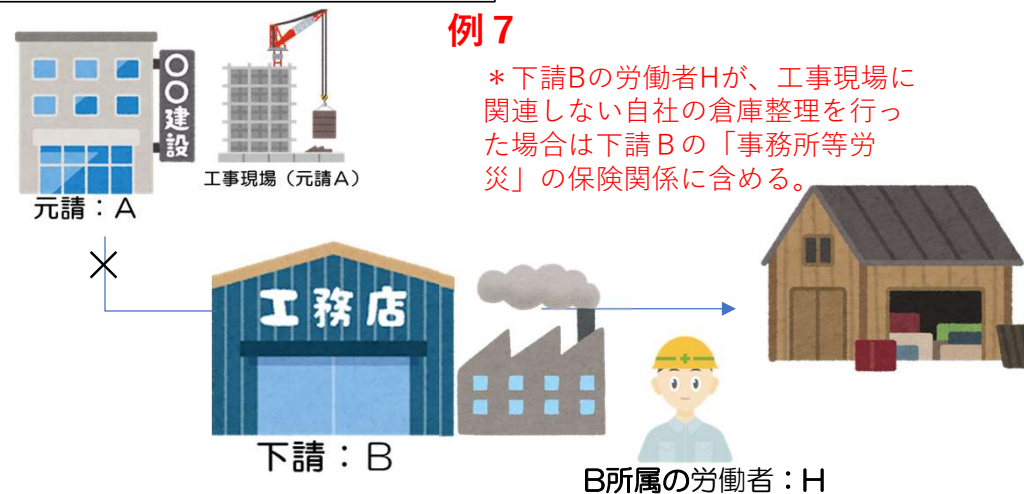 例７
＊下請Bの労働者Hが、工事現場に
関連しない自社の倉庫整理を行っ
た場合は下請Ｂの「事務所等労
災」の保険関係に含める。
〇〇建設
工事現場（元請Ａ）
元請：Ａ
工務店
下請：Ｂ
B所属の労働者：H